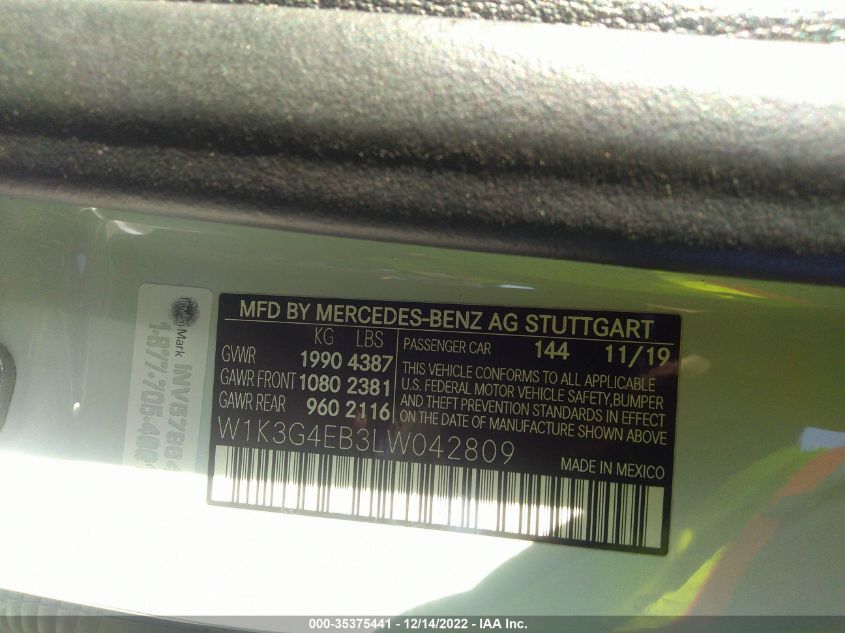 MFD BY MERCEDES-BENZ AG STUTTGART
KG LBS
GVWR 1990 4387
GAWR FRONT 1080 2381
GAWR REAR 960 2116
PASSENGER CAR 144 11/19
THIS VEHICLE CONFORMS TO ALL APPLICABLE
U.S. FEDERAL MOTOR VEHICLE SAFETY, BUMPER
AND THEFT PREVENTION STANDARDS IN EFFECT
ON THE DATE OF MANUFACTURE SHOWN ABOVE
W1K3G4EB3LW042809
MADE IN MEXICO
Mark
000-35375441 - 12/14/2022 - IAA Inc.